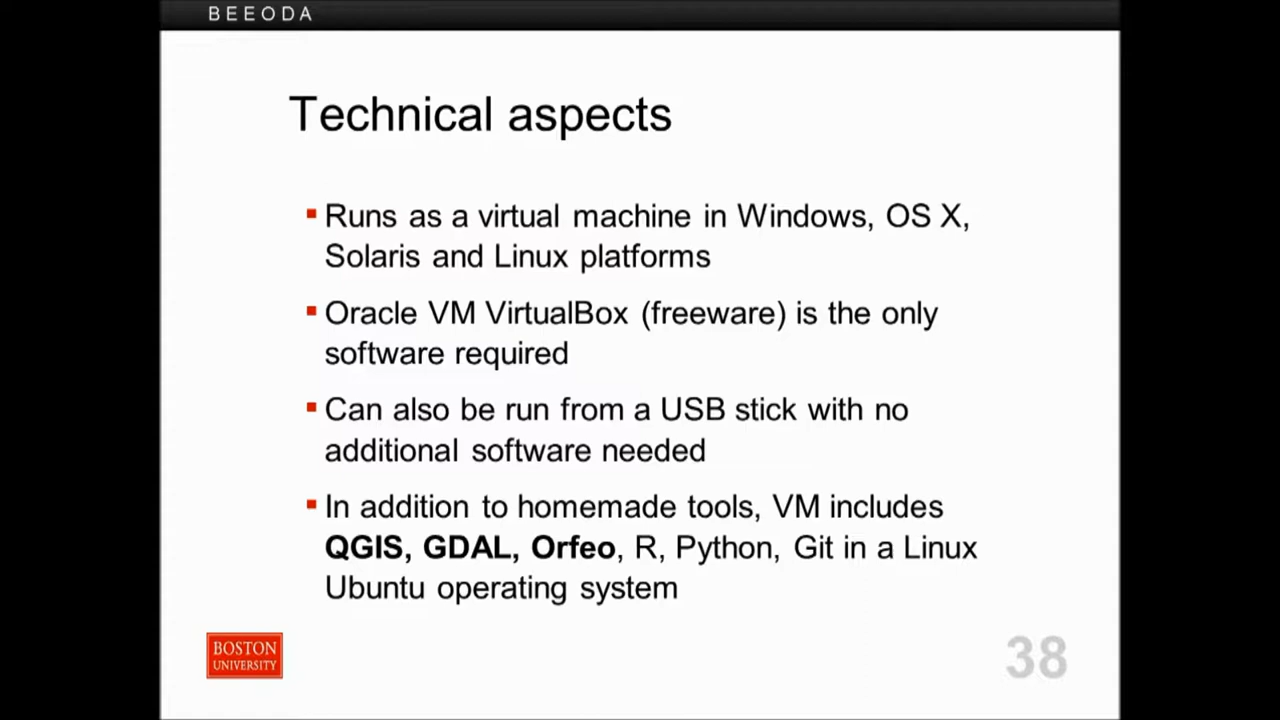 BEEODA
Technical aspects
Runs as a virtual machine in Windows, OS X,
Solaris and Linux platforms
Oracle VM VirtualBox (freeware) is the only
software required
Can also be run from a USB stick with no
additional software needed
In addition to homemade tools, VM includes
QGIS, GDAL, Orfeo, R, Python, Git in a Linux
Ubuntu operating system
BOSTON
UNIVERSITY
38